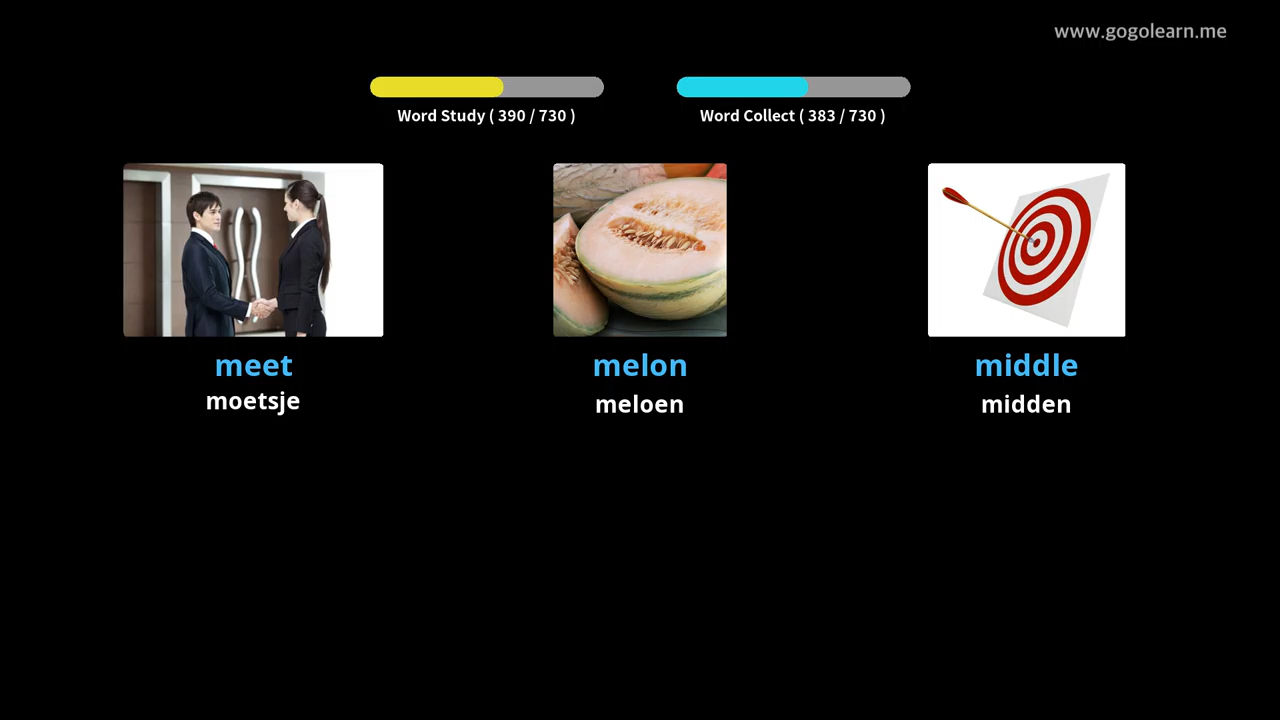 www.gogolearn.me
Word Study ( 390 / 730 )
Word Collect ( 383 / 730 )
meet
moetsje
melon
meloen
middle
midden